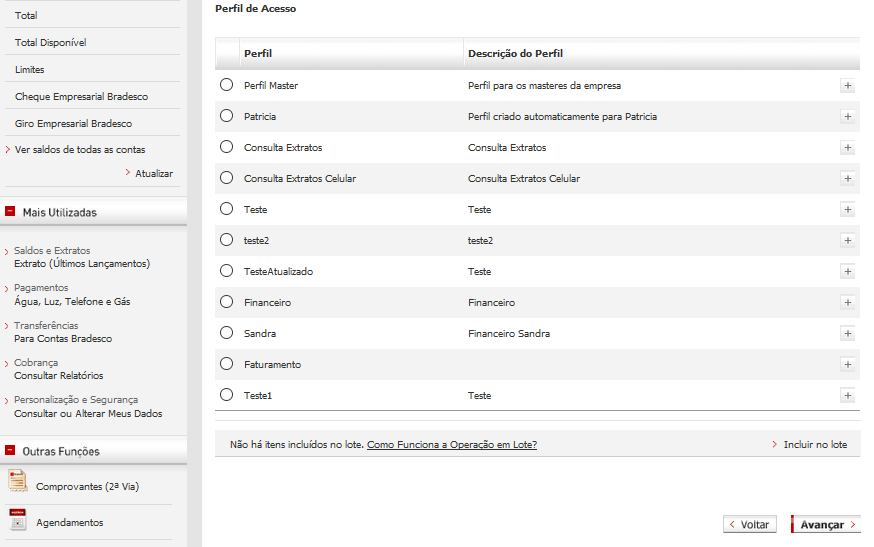 Total
Total Disponível
Limites
Cheque Empresarial Bradesco
Giro Empresarial Bradesco
Ver saldos de todas as contas
Atualizar
Mais Utilizadas
Saldos e Extratos
Extrato (Últimos Lançamentos)
Pagamentos
Água, Luz, Telefone e Gás
Transferências
Para Contas Bradesco
Cobrança
Consultar Relatórios
Personalização e Segurança
Consultar ou Alterar Meus Dados
Outras Funções
Comprovantes (2ª Via)
Agendamentos
Perfil de Acesso
Perfil Descrição do Perfil
Perfil Master Perfil para os masteres da empresa
Patricia Perfil criado automaticamente para Patricia
Consulta Extratos Consulta Extratos
Consulta Extratos Celular Consulta Extratos Celular
Teste Teste
teste2 teste2
TesteAtualizado Teste
Financeiro Financeiro
Sandra Financeiro Sandra
Faturamento
Teste1 Teste
Não há itens incluídos no lote. Como Funciona a Operação em Lote? Incluir no lote
Voltar Avançar